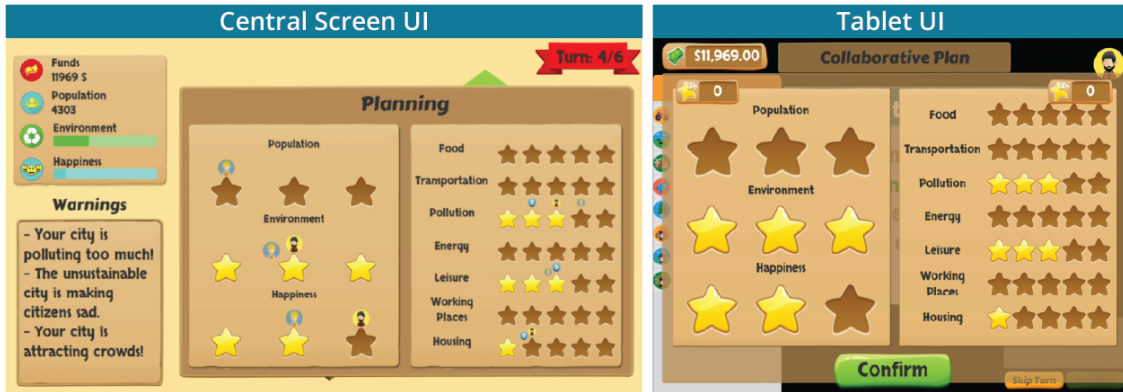 Central Screen UI
Funds
11969 $
Population
4303
Environment
Happiness
Warnings
- Your city is
polluting too much!
- The unsustainable
city is making
citizens sad.
- Your city is
attracting crowds!
Turn: 4/6
Planning
Population
Environment
Happiness
Food
Transportation
Pollution
Energy
Leisure
Working
Places
Housing
Tablet UI
$11,969.00
Collaborative Plan
0
0
Population
Environment
Happiness
Food
Transportation
Pollution
Energy
Leisure
Working
Places
Housing
Confirm
Skip Turn